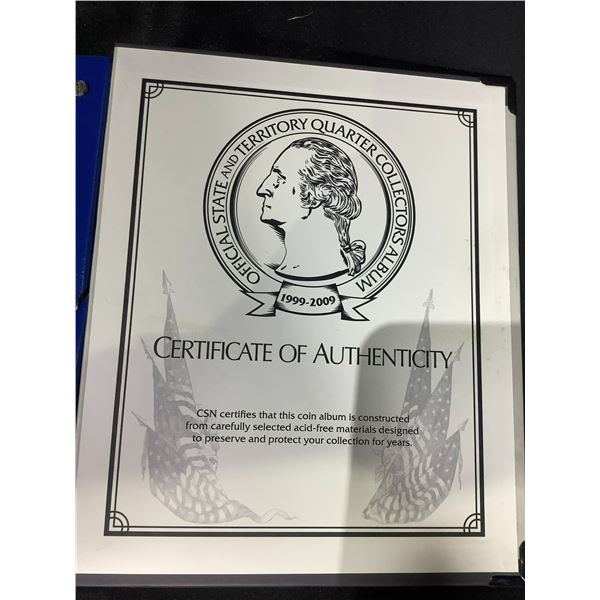 OFFICIAL STATE AND TERRITORY QUARTER COLLECTORS ALBUM
1999-2009
CERTIFICATE OF AUTHENTICITY
CSN certifies that this coin album is constructed
from carefully selected acid-free materials designed
to preserve and protect your collection for years.